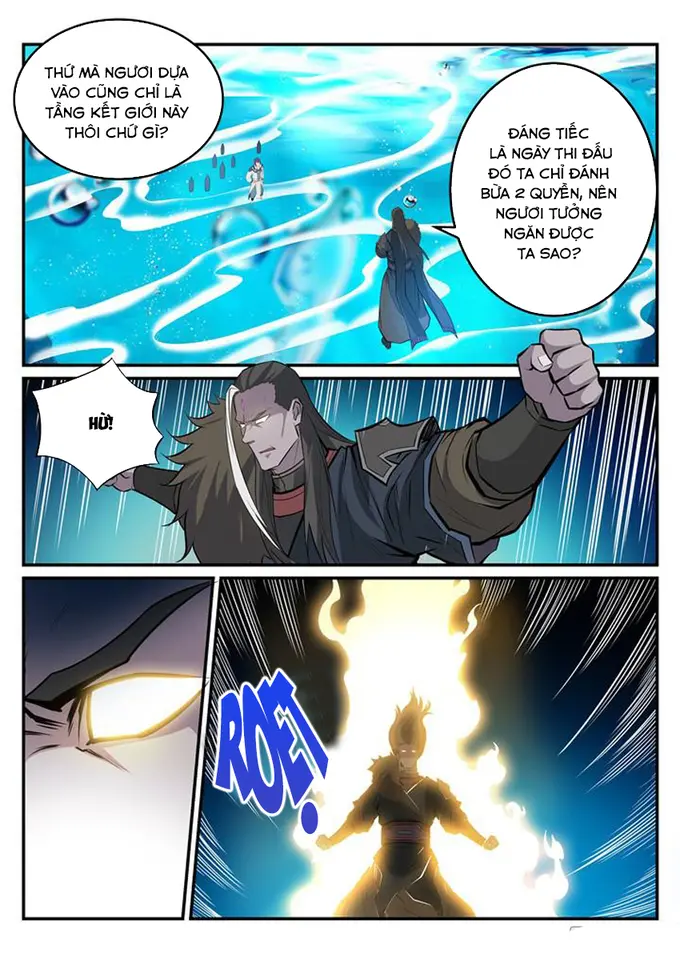 THỨ MÀ NGƯƠI DỰA
VÀO CŨNG CHỈ LÀ
TẦNG KẾT GIỚI NÀY
THÔI CHỨ GÌ?
ĐÁNG TIẾC
LÀ NGÀY THI ĐẤU
ĐÓ TA CHỈ ĐÁNH
BỪA 2 QUYỀN, NÊN
NGƯƠI TƯỞNG
NGĂN ĐƯỢC
TA SAO?
HỪ!
ROẸT!